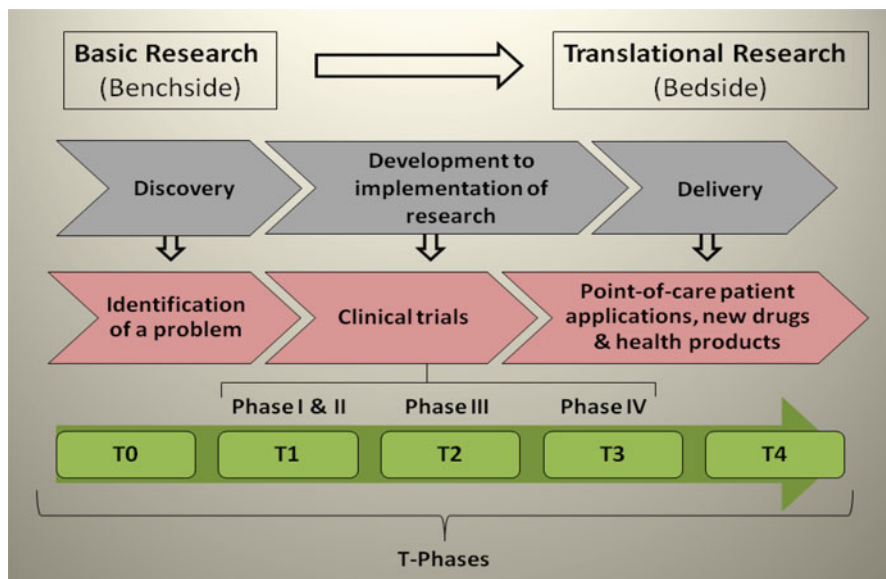 Basic Research
(Benchside)
Translational Research
(Bedside)
Discovery
Development to
implementation of
research
Delivery
Identification
of a problem
Clinical trials
Point-of-care patient
applications, new drugs
& health products
Phase I & II
Phase III
Phase IV
T0
T1
T2
T3
T4
T-Phases